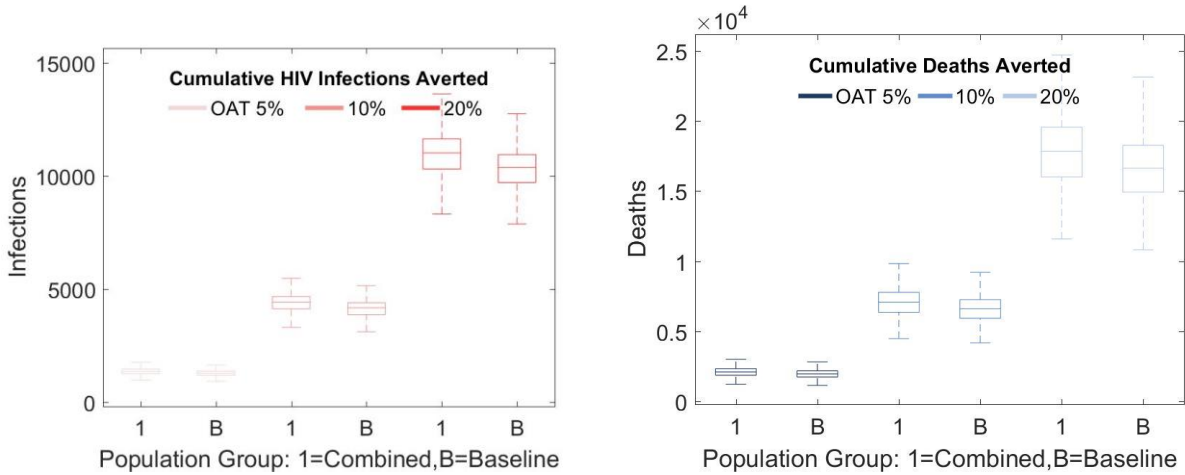 Cumulative HIV Infections Averted
OAT 5% 10% 20%
15000
10000
5000
0
Infections
1 B 1 B 1 B
Population Group: 1=Combined,B=Baseline
×10⁴
Cumulative Deaths Averted
OAT 5% 10% 20%
2.5
2
1.5
1
0.5
0
Deaths
1 B 1 B 1 B
Population Group: 1=Combined,B=Baseline